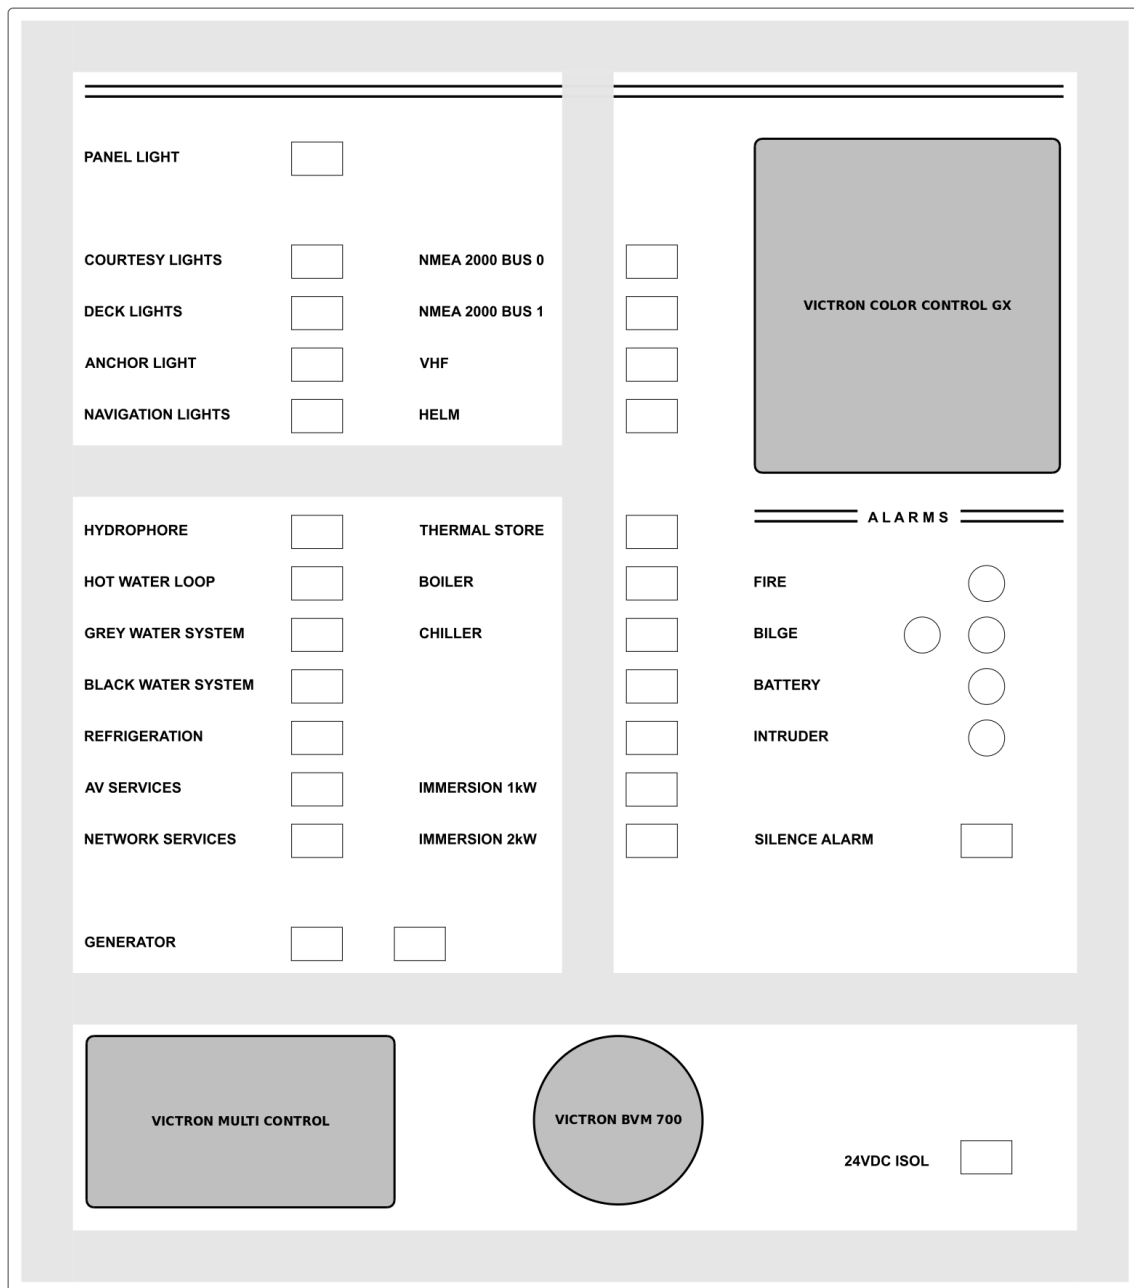 PANEL LIGHT
COURTESY LIGHTS
DECK LIGHTS
ANCHOR LIGHT
NAVIGATION LIGHTS
NMEA 2000 BUS 0
NMEA 2000 BUS 1
VHF
HELM
VICTRON COLOR CONTROL GX
HYDROPHORE
HOT WATER LOOP
GREY WATER SYSTEM
BLACK WATER SYSTEM
REFRIGERATION
AV SERVICES
NETWORK SERVICES
THERMAL STORE
BOILER
CHILLER
IMMERSION 1kW
IMMERSION 2kW
GENERATOR
ALARMS
FIRE
BILGE
BATTERY
INTRUDER
SILENCE ALARM
VICTRON MULTI CONTROL
VICTRON BVM 700
24VDC ISOL